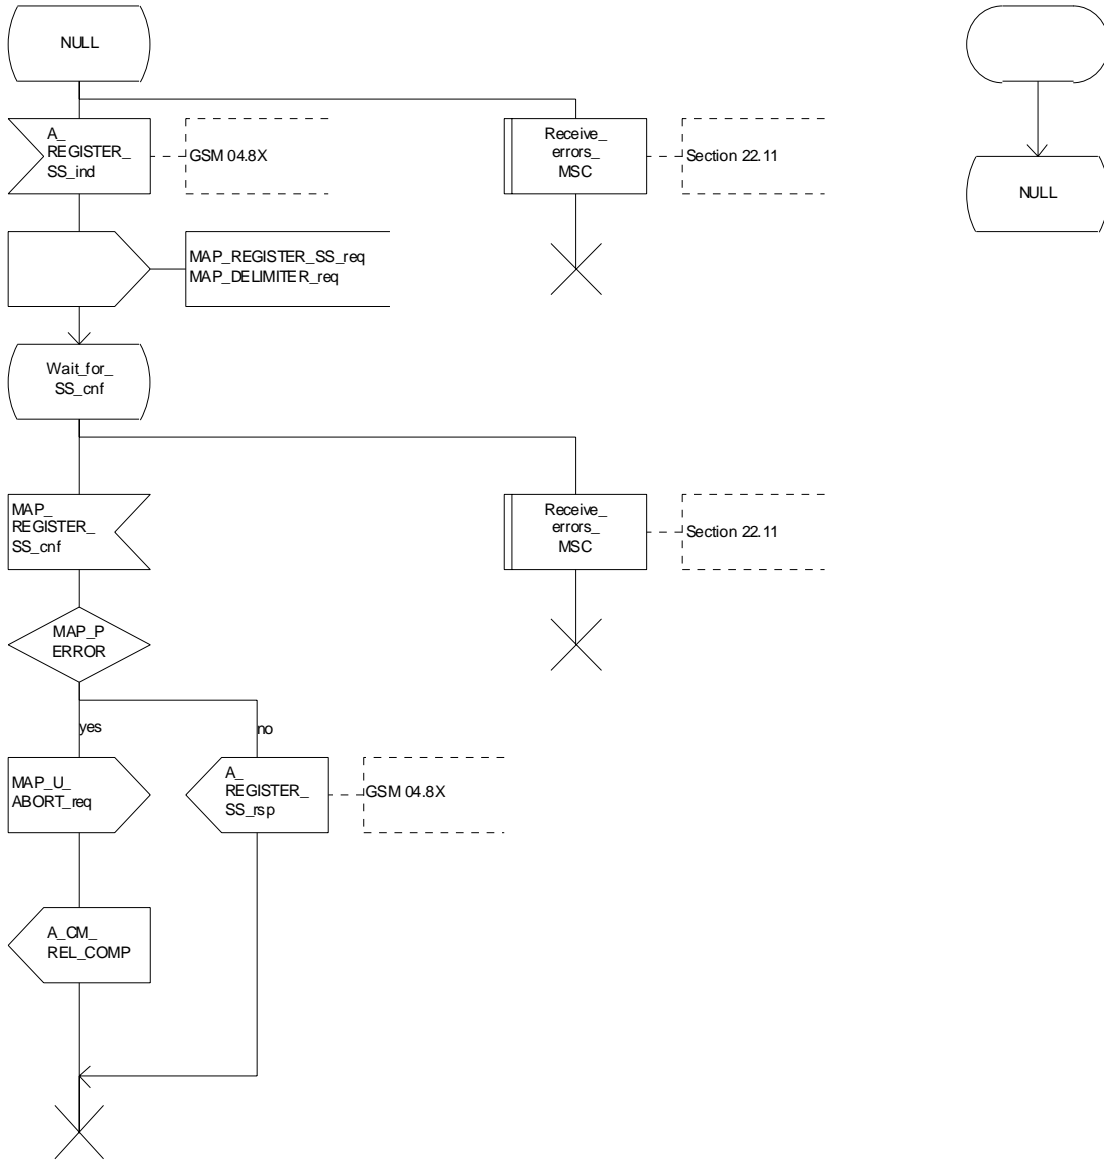 NULL
A_
REGISTER_
SS_ind
GSM 04.8X
Receive_
errors_
MSC
Section 22.11
NULL
MAP_REGISTER_SS_req
MAP_DELIMITER_req
Wait_for_
SS_cnf
MAP_
REGISTER_
SS_cnf
Receive_
errors_
MSC
Section 22.11
MAP_P
ERROR
yes
no
MAP_U_
ABORT_req
A_
REGISTER_
SS_rsp
GSM 04.8X
A_CM_
REL_COMP